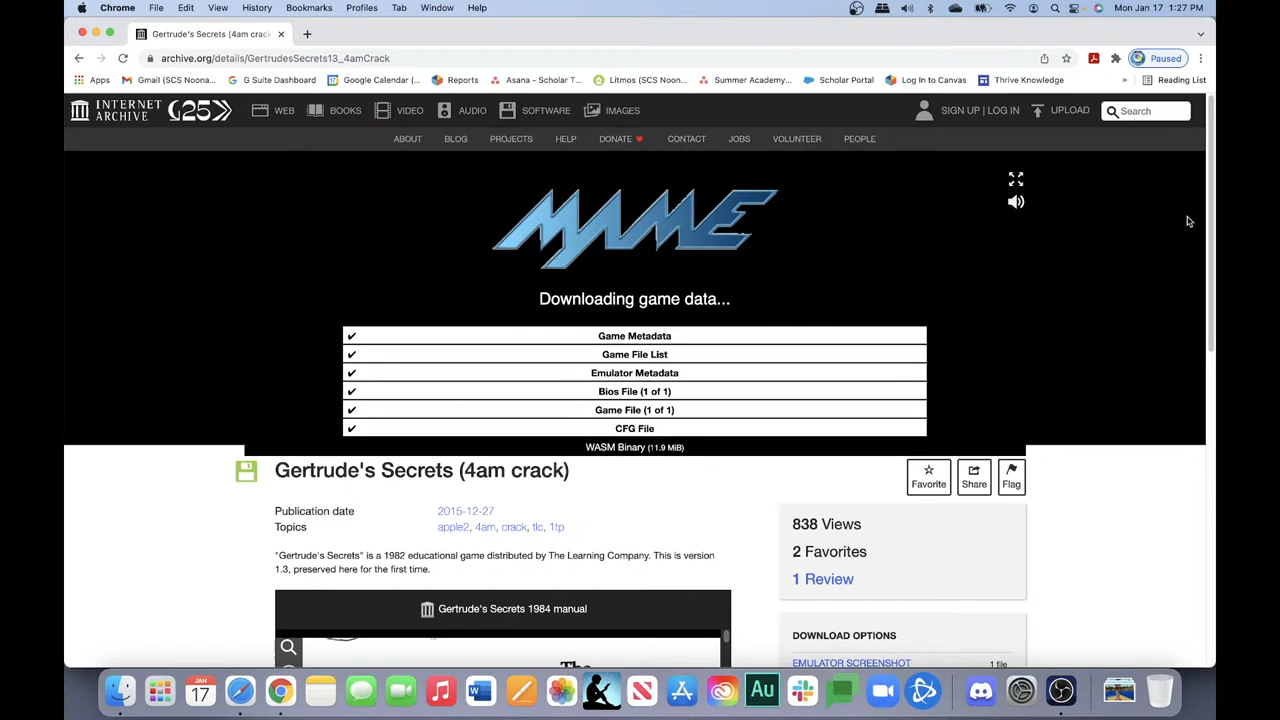 Chrome File Edit View History Bookmarks Profiles Tab Window Help Mon Jan 17 1:27 PM
Gertrude's Secrets (4am crack
archive.org/details/GertrudesSecrets13_4amCrack Paused
Apps Gmail (SCS Noona... G Suite Dashboard Google Calendar (... Reports Asana - Scholar T... Litmos (SCS Noon... Summer Academy... Scholar Portal Log In to Canvas Thrive Knowledge » Reading List
INTERNET ARCHIVE 25 WEB BOOKS VIDEO AUDIO SOFTWARE IMAGES SIGN UP | LOG IN UPLOAD Search
ABOUT BLOG PROJECTS HELP DONATE CONTACT JOBS VOLUNTEER PEOPLE
MAME
Downloading game data...
✔ Game Metadata
✔ Game File List
✔ Emulator Metadata
✔ Bios File (1 of 1)
✔ Game File (1 of 1)
✔ CFG File
WASM Binary (11.9 MiB)
Gertrude's Secrets (4am crack)
Favorite Share Flag
Publication date 2015-12-27
Topics apple2, 4am, crack, tlc, 1tp
"Gertrude's Secrets" is a 1982 educational game distributed by The Learning Company. This is version
1.3, preserved here for the first time.
838 Views
2 Favorites
1 Review
Gertrude's Secrets 1984 manual
The
DOWNLOAD OPTIONS
EMULATOR SCREENSHOT 1 file
JAN
17
W
N
Au